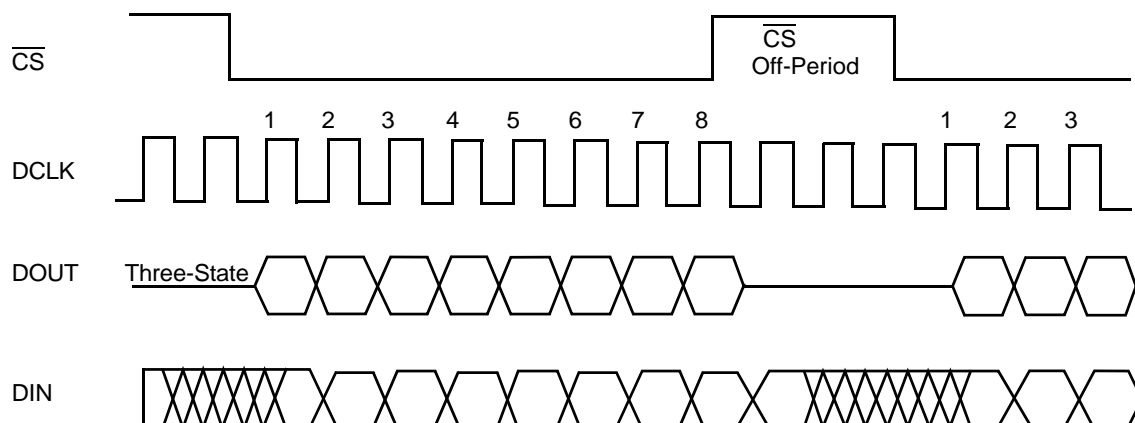 CS
CS
Off-Period
1 2 3 4 5 6 7 8 1 2 3
DCLK
DOUT Three-State
DIN